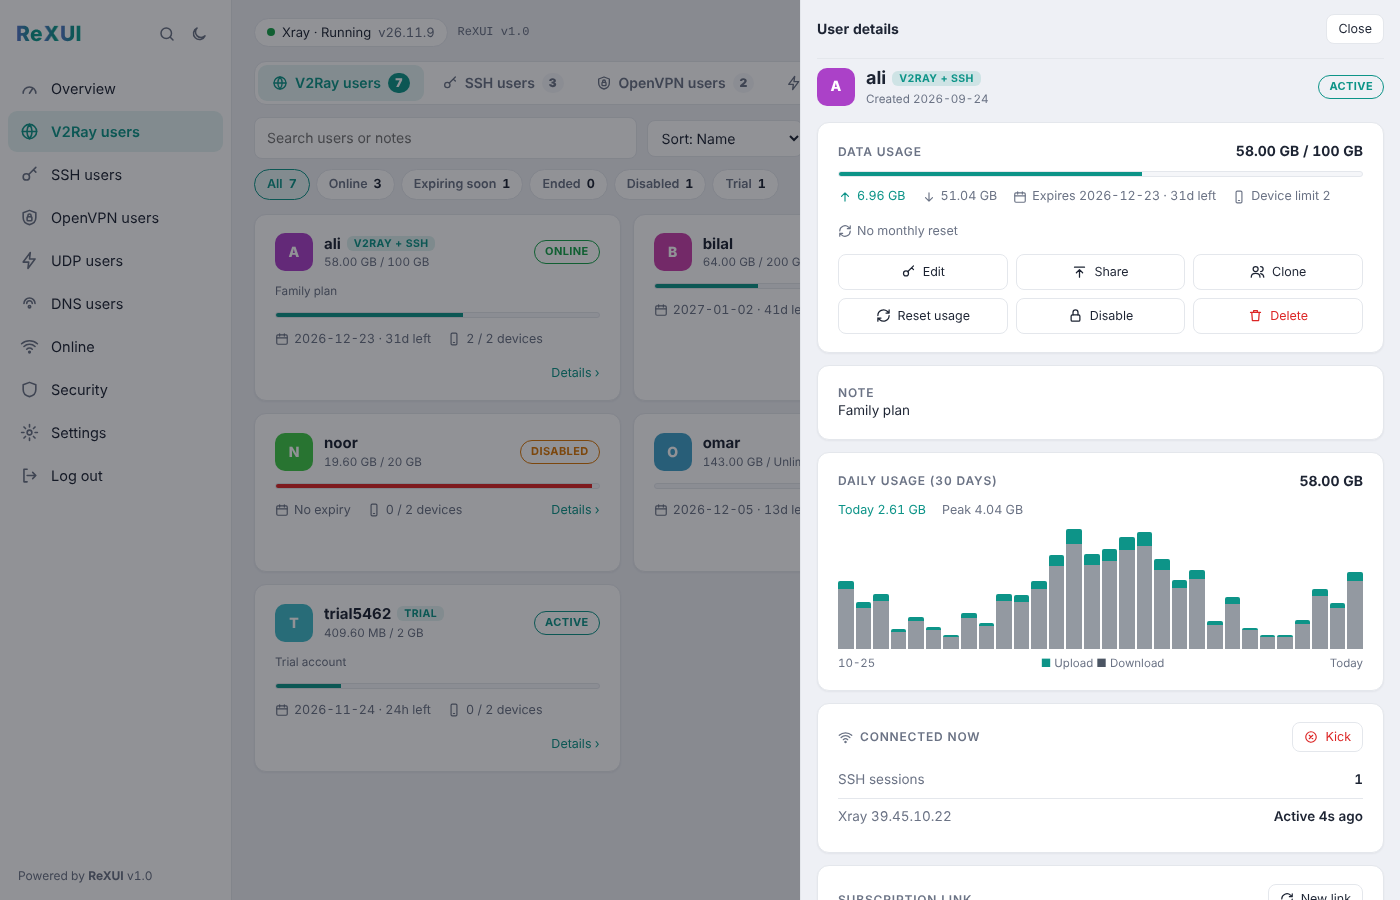 ReXUI
Overview
V2Ray users
SSH users
OpenVPN users
UDP users
DNS users
Online
Security
Settings
Log out
Powered by ReXUI v1.0
Xray · Running v26.11.9
ReXUI v1.0
V2Ray users 7
SSH users 3
OpenVPN users 2
Search users or notes
Sort: Name
All 7
Online 3
Expiring soon 1
Ended 0
Disabled 1
Trial 1
A
ali V2RAY + SSH
58.00 GB / 100 GB
ONLINE
Family plan
2026-12-23 · 31d left
2 / 2 devices
Details ›
B
bilal
64.00 GB / 200 G
2027-01-02 · 41d le
N
noor
19.60 GB / 20 GB
DISABLED
No expiry
0 / 2 devices
Details ›
O
omar
143.00 GB / Unlin
2026-12-05 · 13d le
T
trial5462 TRIAL
409.60 MB / 2 GB
ACTIVE
Trial account
2026-11-24 · 24h left
0 / 2 devices
Details ›
User details
Close
A
ali V2RAY + SSH
Created 2026-09-24
ACTIVE
DATA USAGE
58.00 GB / 100 GB
6.96 GB
51.04 GB
Expires 2026-12-23 · 31d left
Device limit 2
No monthly reset
Edit
Share
Clone
Reset usage
Disable
Delete
NOTE
Family plan
DAILY USAGE (30 DAYS)
58.00 GB
Today 2.61 GB
Peak 4.04 GB
10-25
Upload
Download
Today
CONNECTED NOW
Kick
SSH sessions
1
Xray 39.45.10.22
Active 4s ago
SUBSCRIPTION LINK
New link